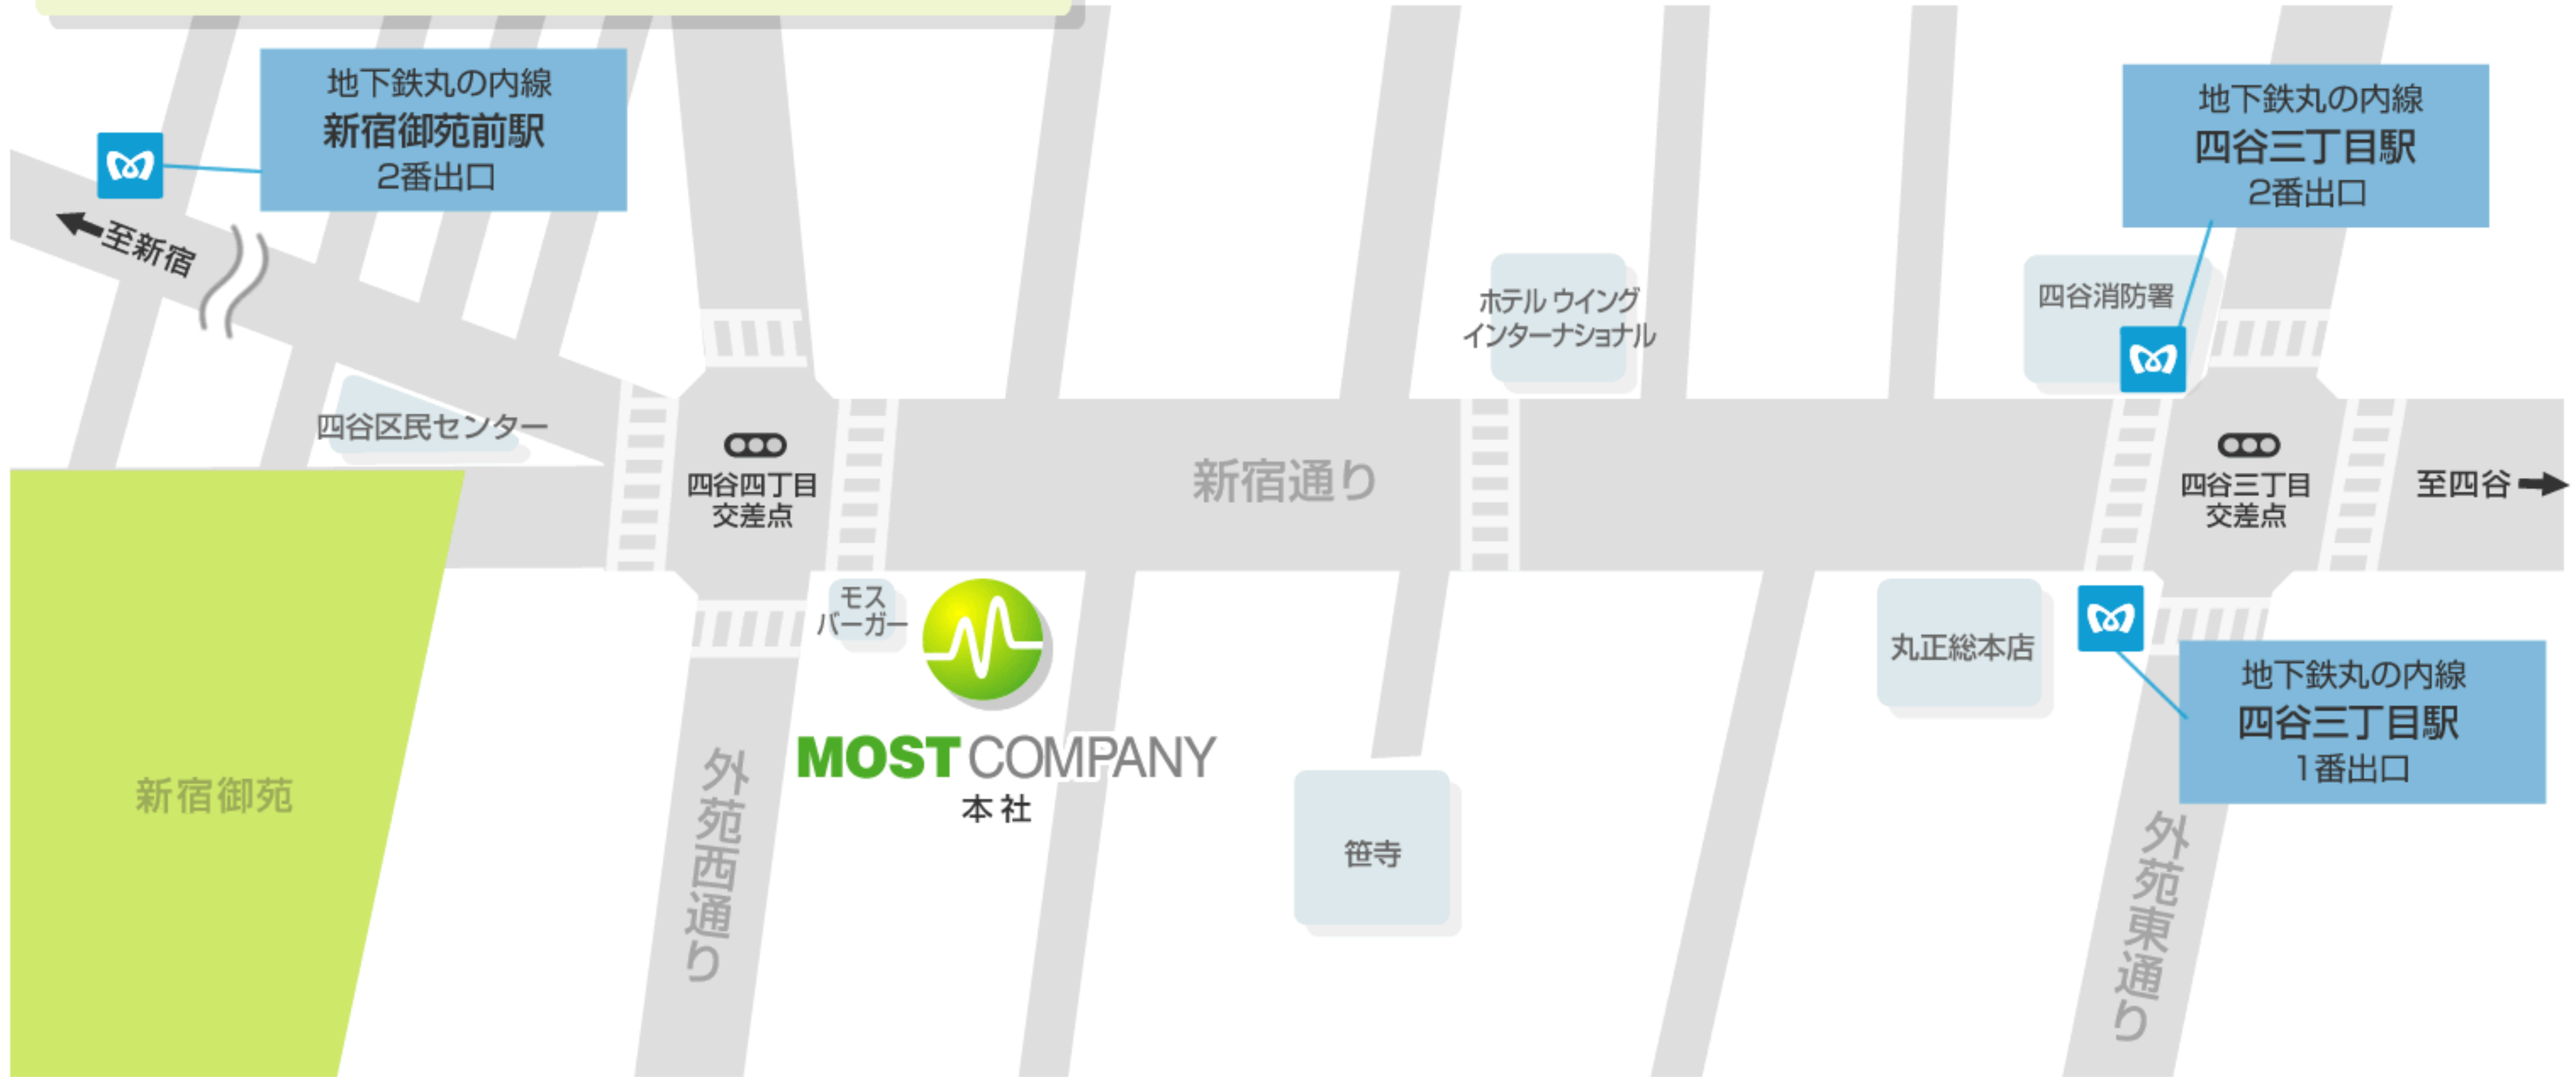 地下鉄丸の内線
新宿御苑前駅
2番出口
地下鉄丸の内線
四谷三丁目駅
2番出口
至新宿
ホテル ウイング
インターナショナル
四谷消防署
四谷区民センター
四谷四丁目
交差点
新宿通り
四谷三丁目
交差点
至四谷
モス
バーガー
丸正総本店
地下鉄丸の内線
四谷三丁目駅
1番出口
MOST COMPANY
本社
新宿御苑
外苑西通り
笹寺
外苑東通り